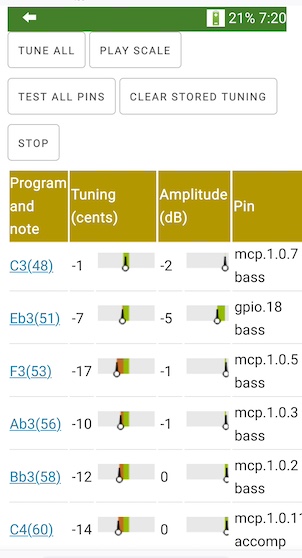 21% 7:20
TUNE ALL PLAY SCALE
TEST ALL PINS CLEAR STORED TUNING
STOP
Program and note Tuning (cents) Amplitude (dB) Pin
C3(48) -1 -2 mcp.1.0.7 bass
Eb3(51) -7 -5 gpio.18 bass
F3(53) -17 -1 mcp.1.0.5 bass
Ab3(56) -10 -1 mcp.1.0.3 bass
Bb3(58) -12 0 mcp.1.0.2 bass
C4(60) -14 0 mcp.1.0.11 accomp